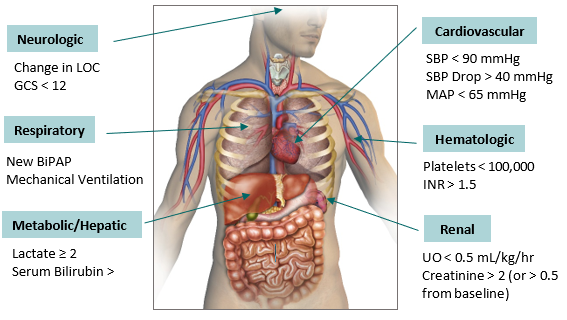 Neurologic
Change in LOC
GCS < 12
Respiratory
New BiPAP
Mechanical Ventilation
Metabolic/Hepatic
Lactate ≥ 2
Serum Bilirubin >
Cardiovascular
SBP < 90 mmHg
SBP Drop > 40 mmHg
MAP < 65 mmHg
Hematologic
Platelets < 100,000
INR > 1.5
Renal
UO < 0.5 mL/kg/hr
Creatinine > 2 (or > 0.5
from baseline)